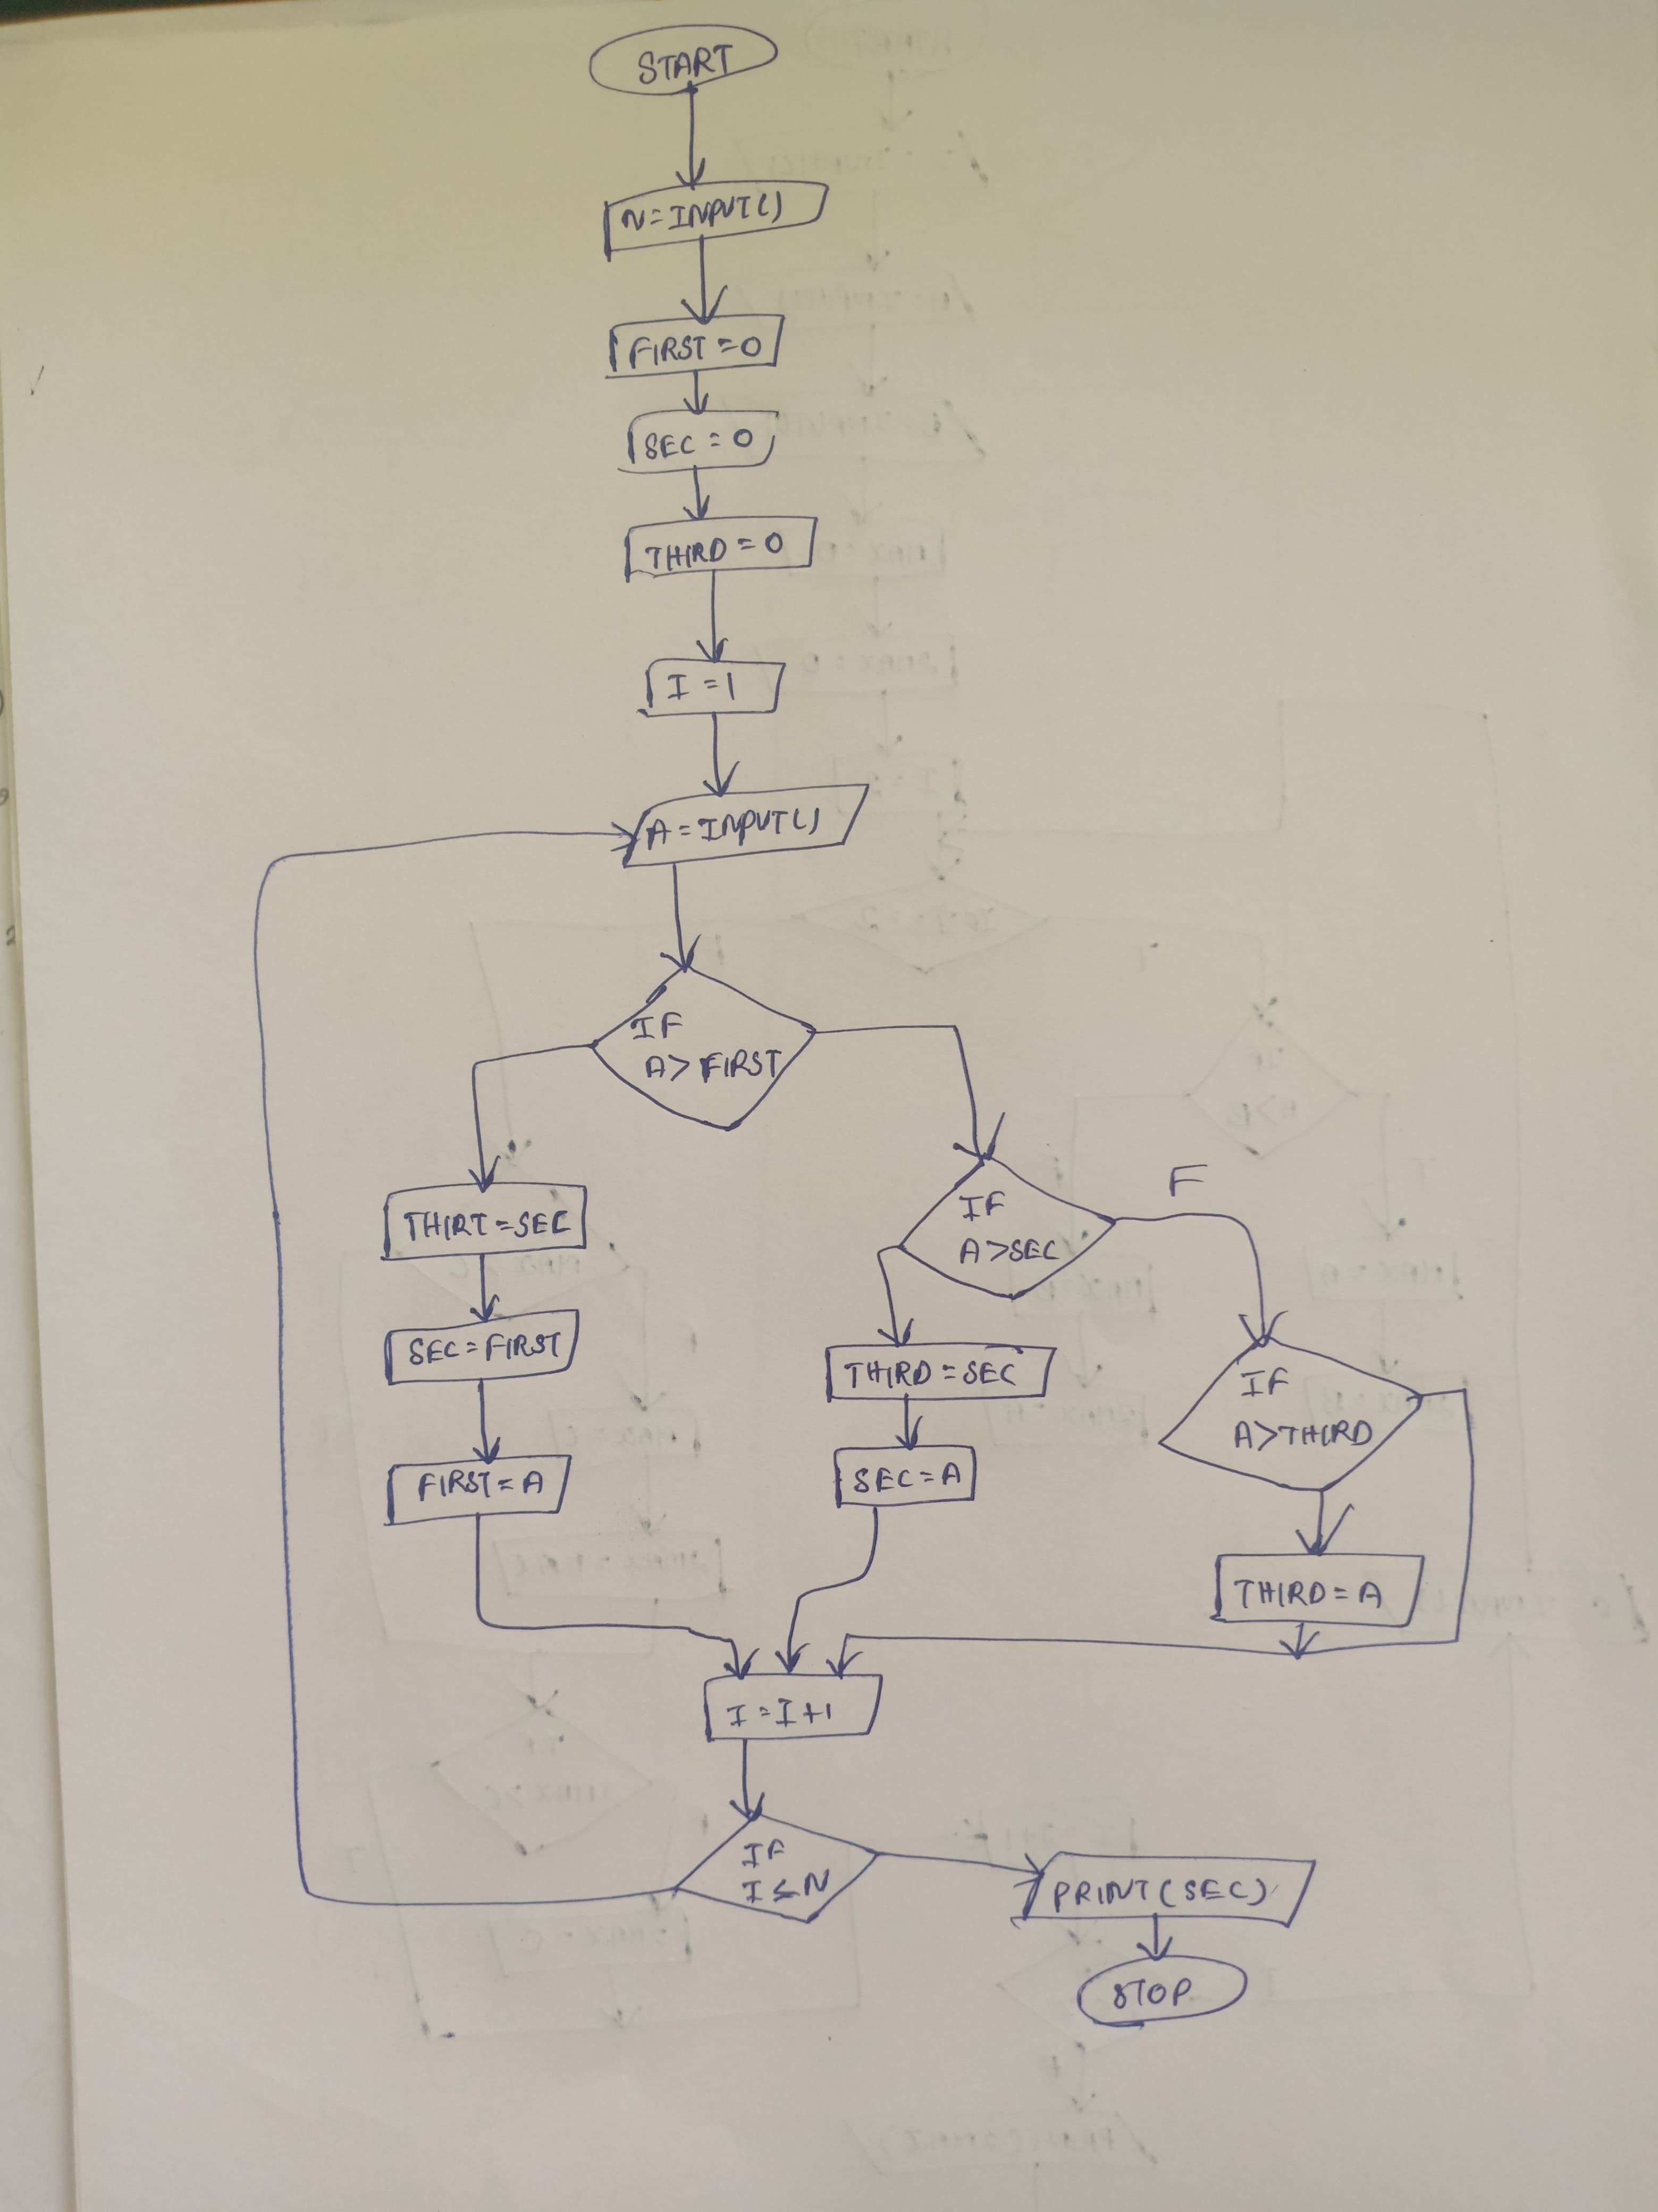 START
N=INPUT()
FIRST=0
SEC=0
THIRD=0
I=1
A=INPUT()
IF
A>FIRST
THIRT=SEC
SEC=FIRST
FIRST=A
IF
A>SEC
F
THIRD=SEC
SEC=A
IF
A>THIRD
THIRD=A
I=I+1
IF
I≤N
PRINT(SEC)
STOP